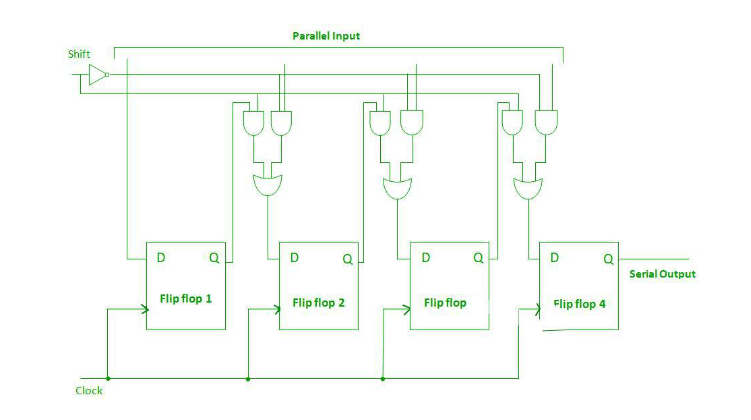 Parallel Input
Shift
D Q D Q D Q D Q
Serial Output
Flip flop 1 Flip flop 2 Flip flop Flip flop 4
Clock